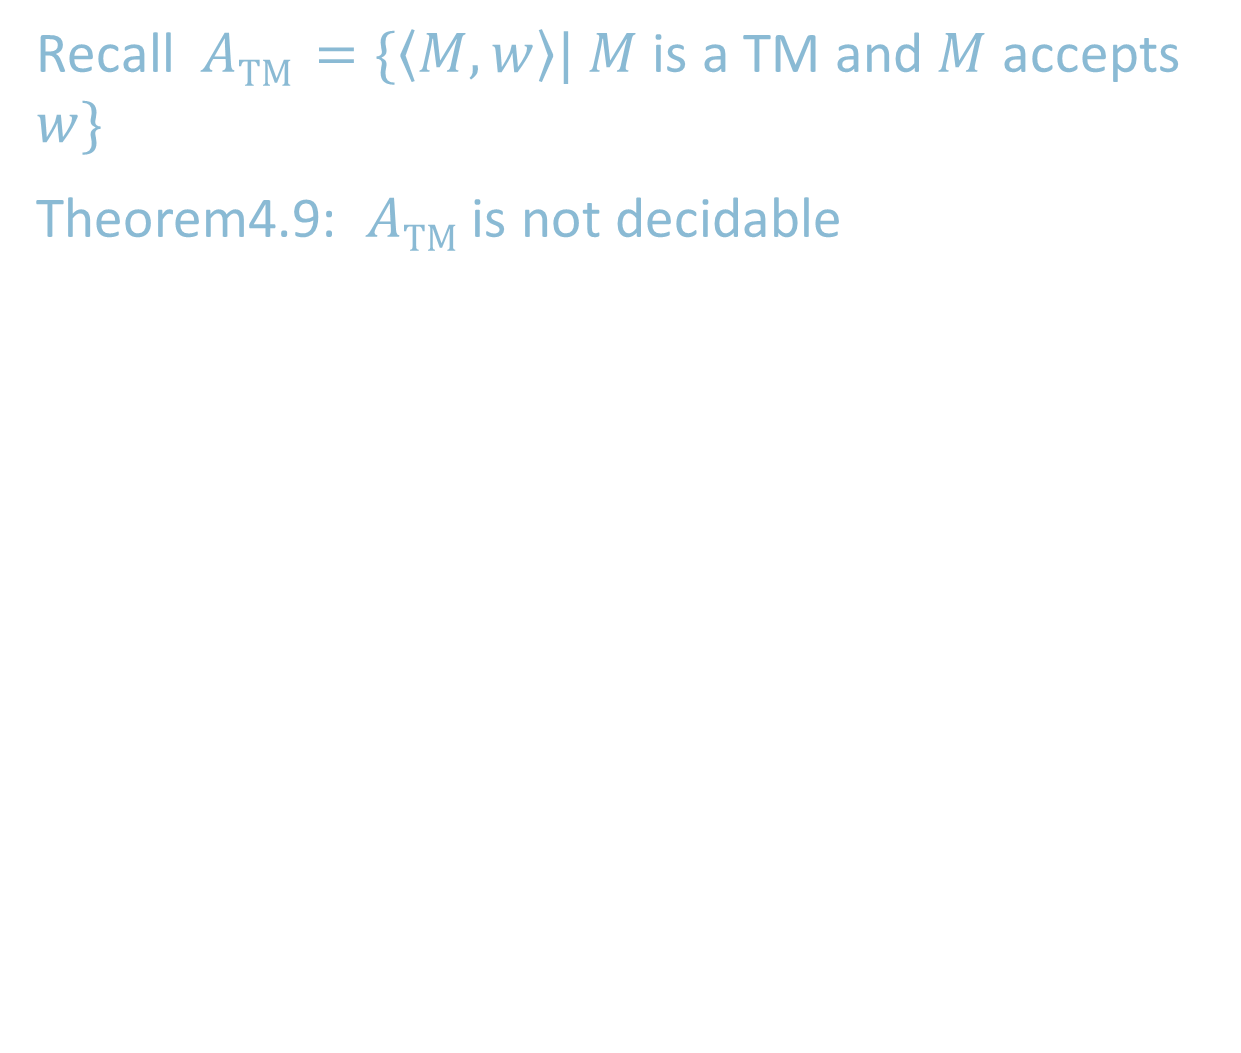 Recall A_TM = {⟨M, w⟩| M is a TM and M accepts
w}
Theorem4.9: A_TM is not decidable